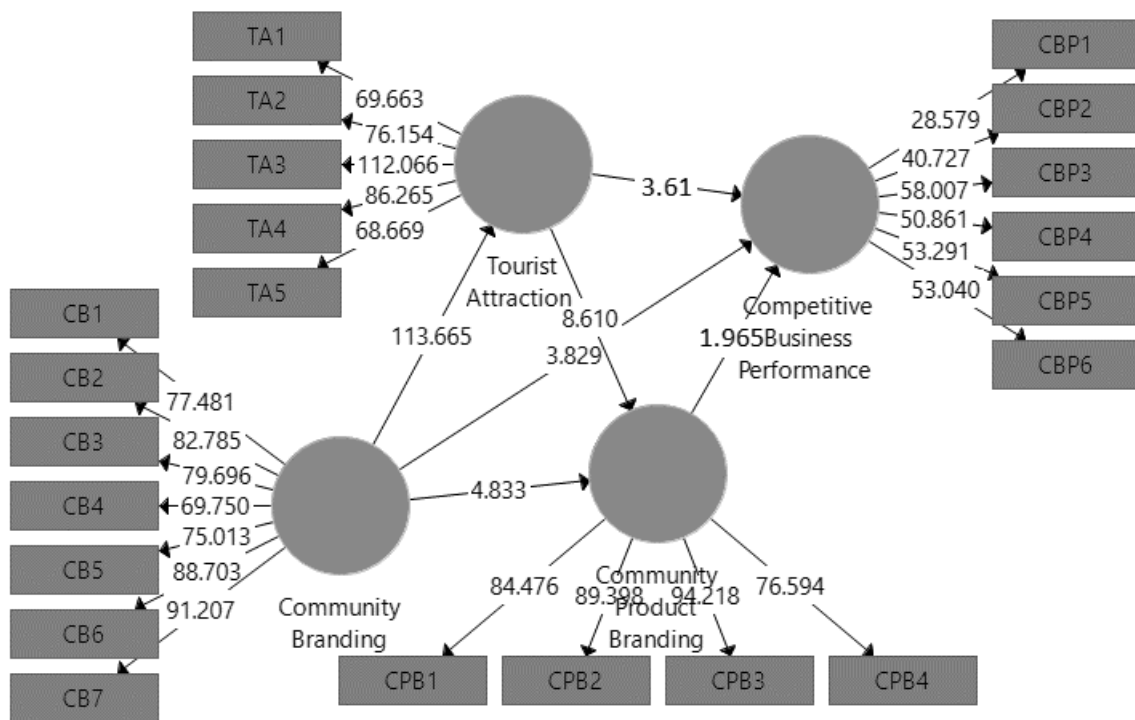 TA1
TA2
TA3
TA4
TA5
69.663
76.154
112.066
86.265
68.669
Tourist
Attraction
3.61
CBP1
CBP2
CBP3
CBP4
CBP5
CBP6
28.579
40.727
58.007
50.861
53.291
53.040
Competitive
Business
Performance
113.665
8.610
3.829
1.965
4.833
CB1
CB2
CB3
CB4
CB5
CB6
CB7
77.481
82.785
79.696
69.750
75.013
88.703
91.207
Community
Branding
84.476
89.398
94.218
76.594
Community
Product
Branding
CPB1
CPB2
CPB3
CPB4